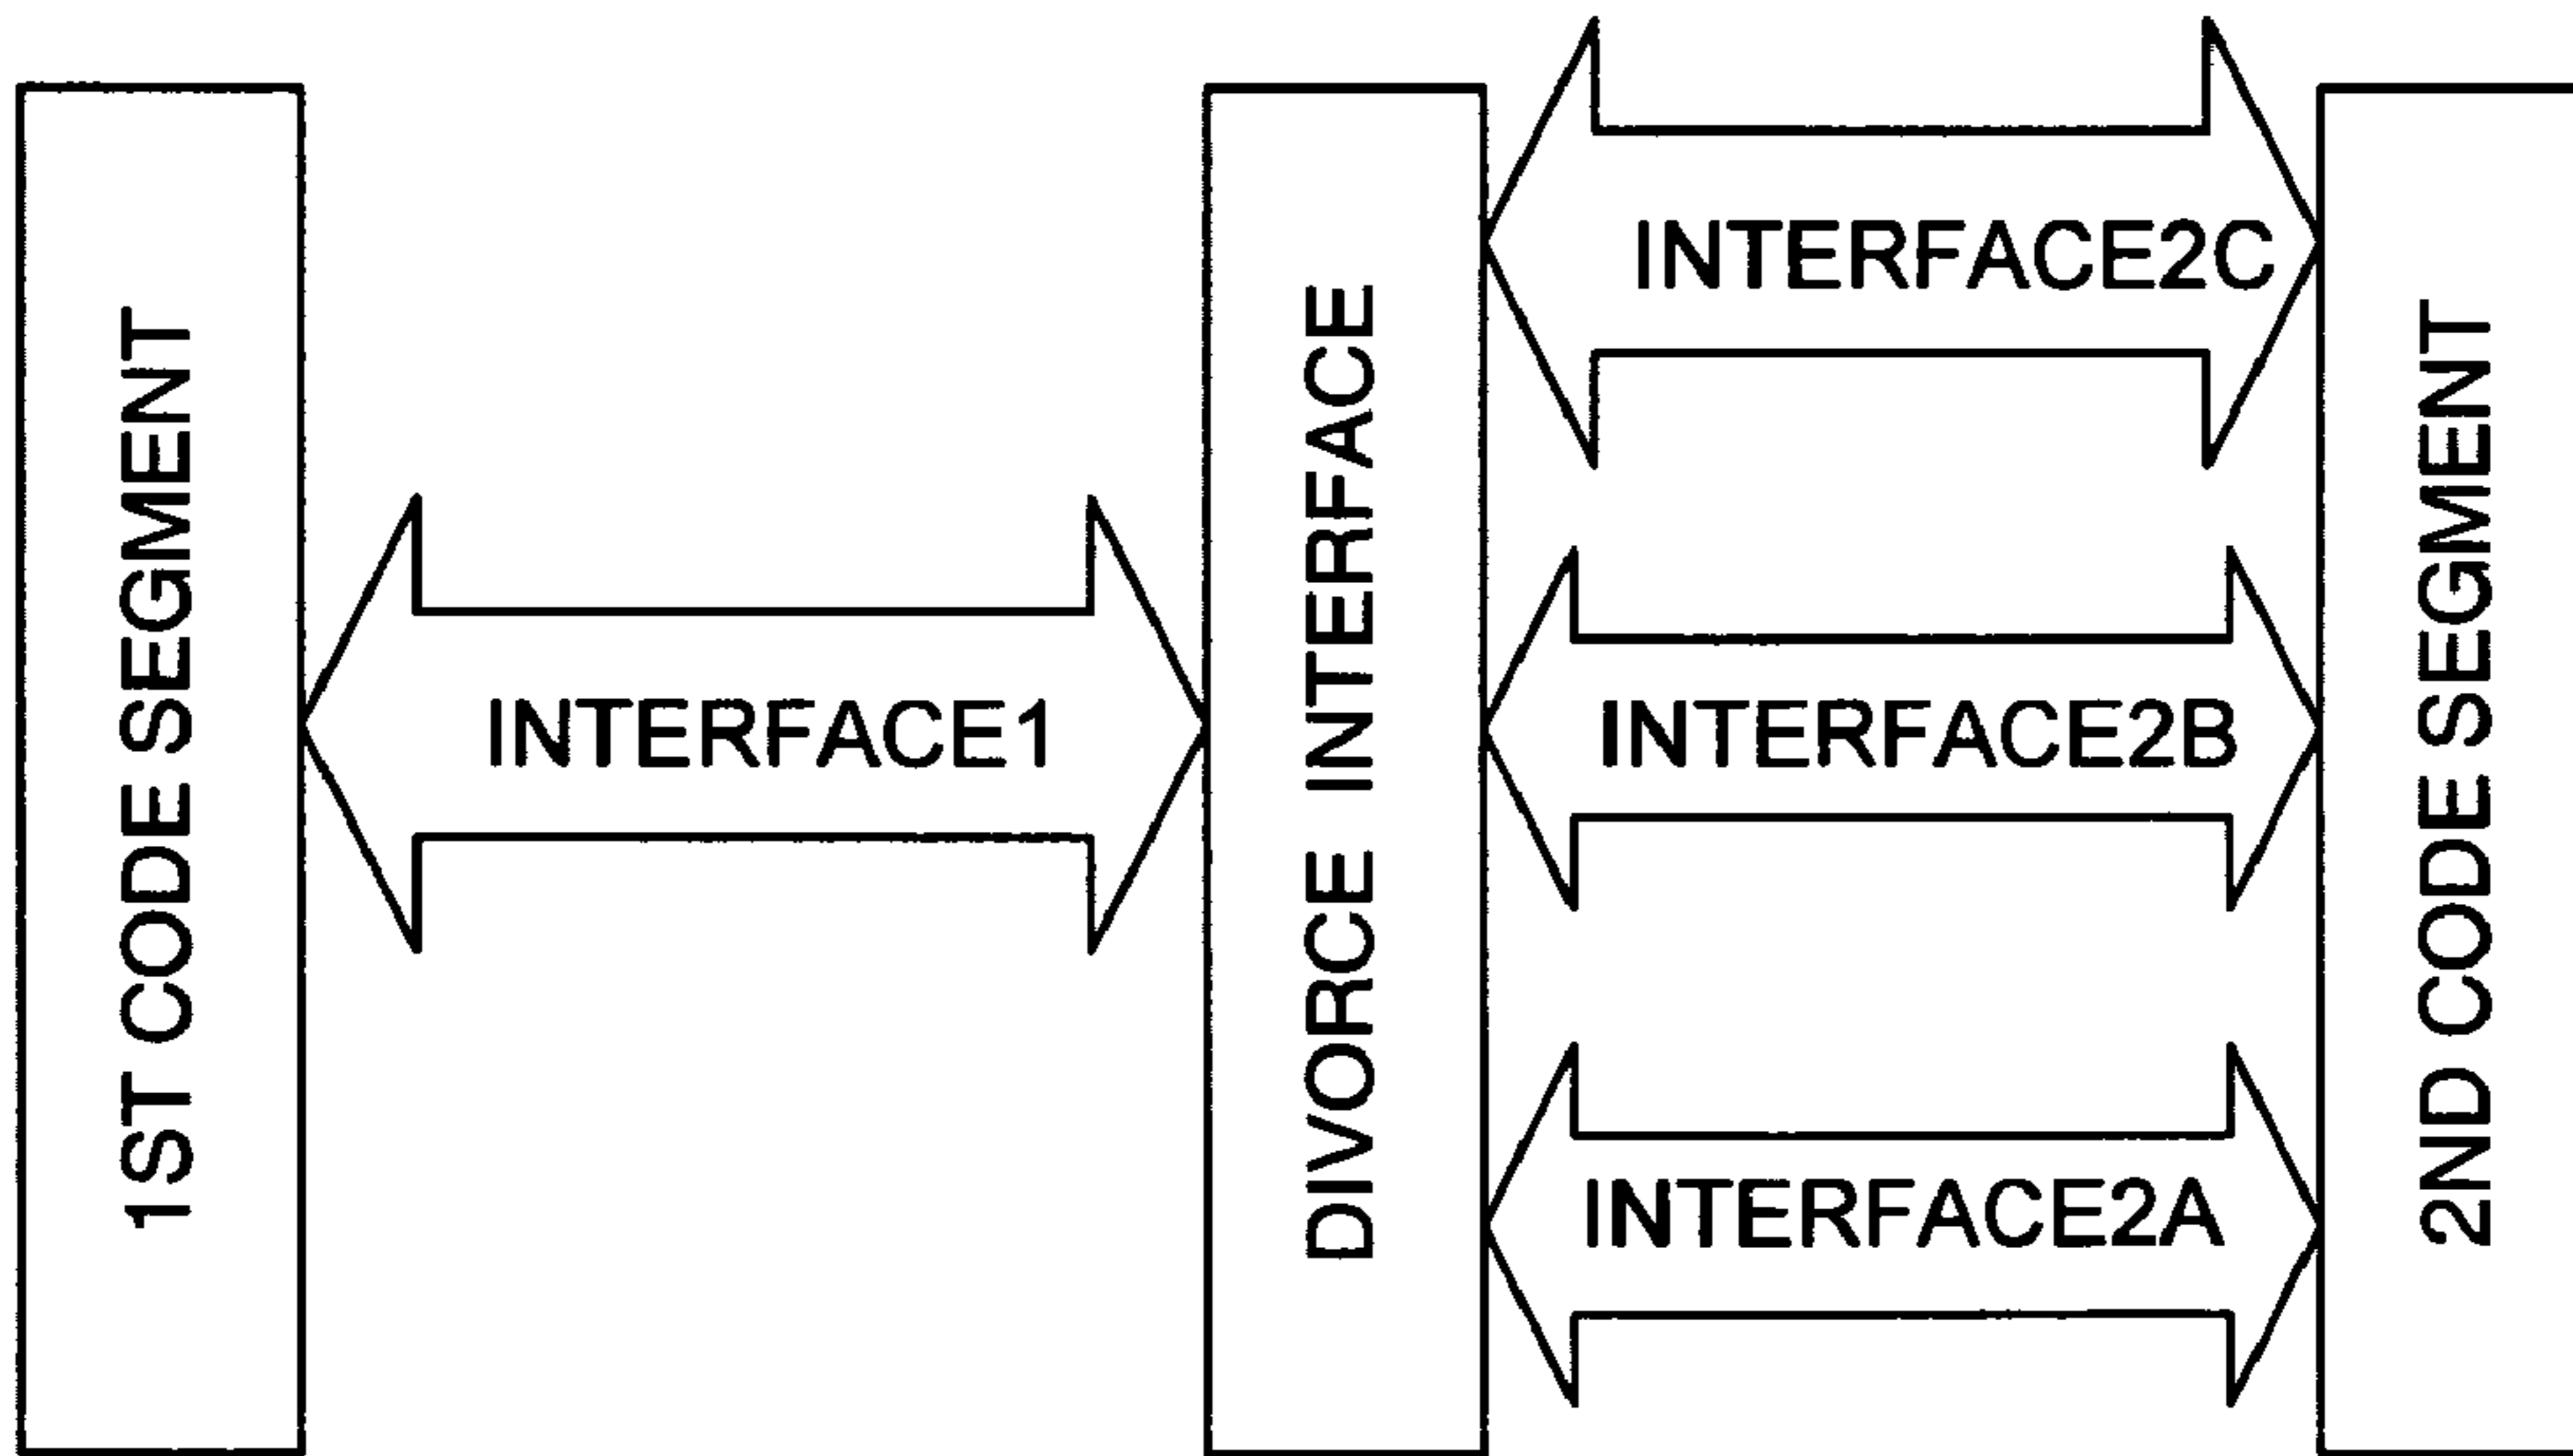 1ST CODE SEGMENT
INTERFACE1
DIVORCE INTERFACE
INTERFACE2C
INTERFACE2B
INTERFACE2A
2ND CODE SEGMENT